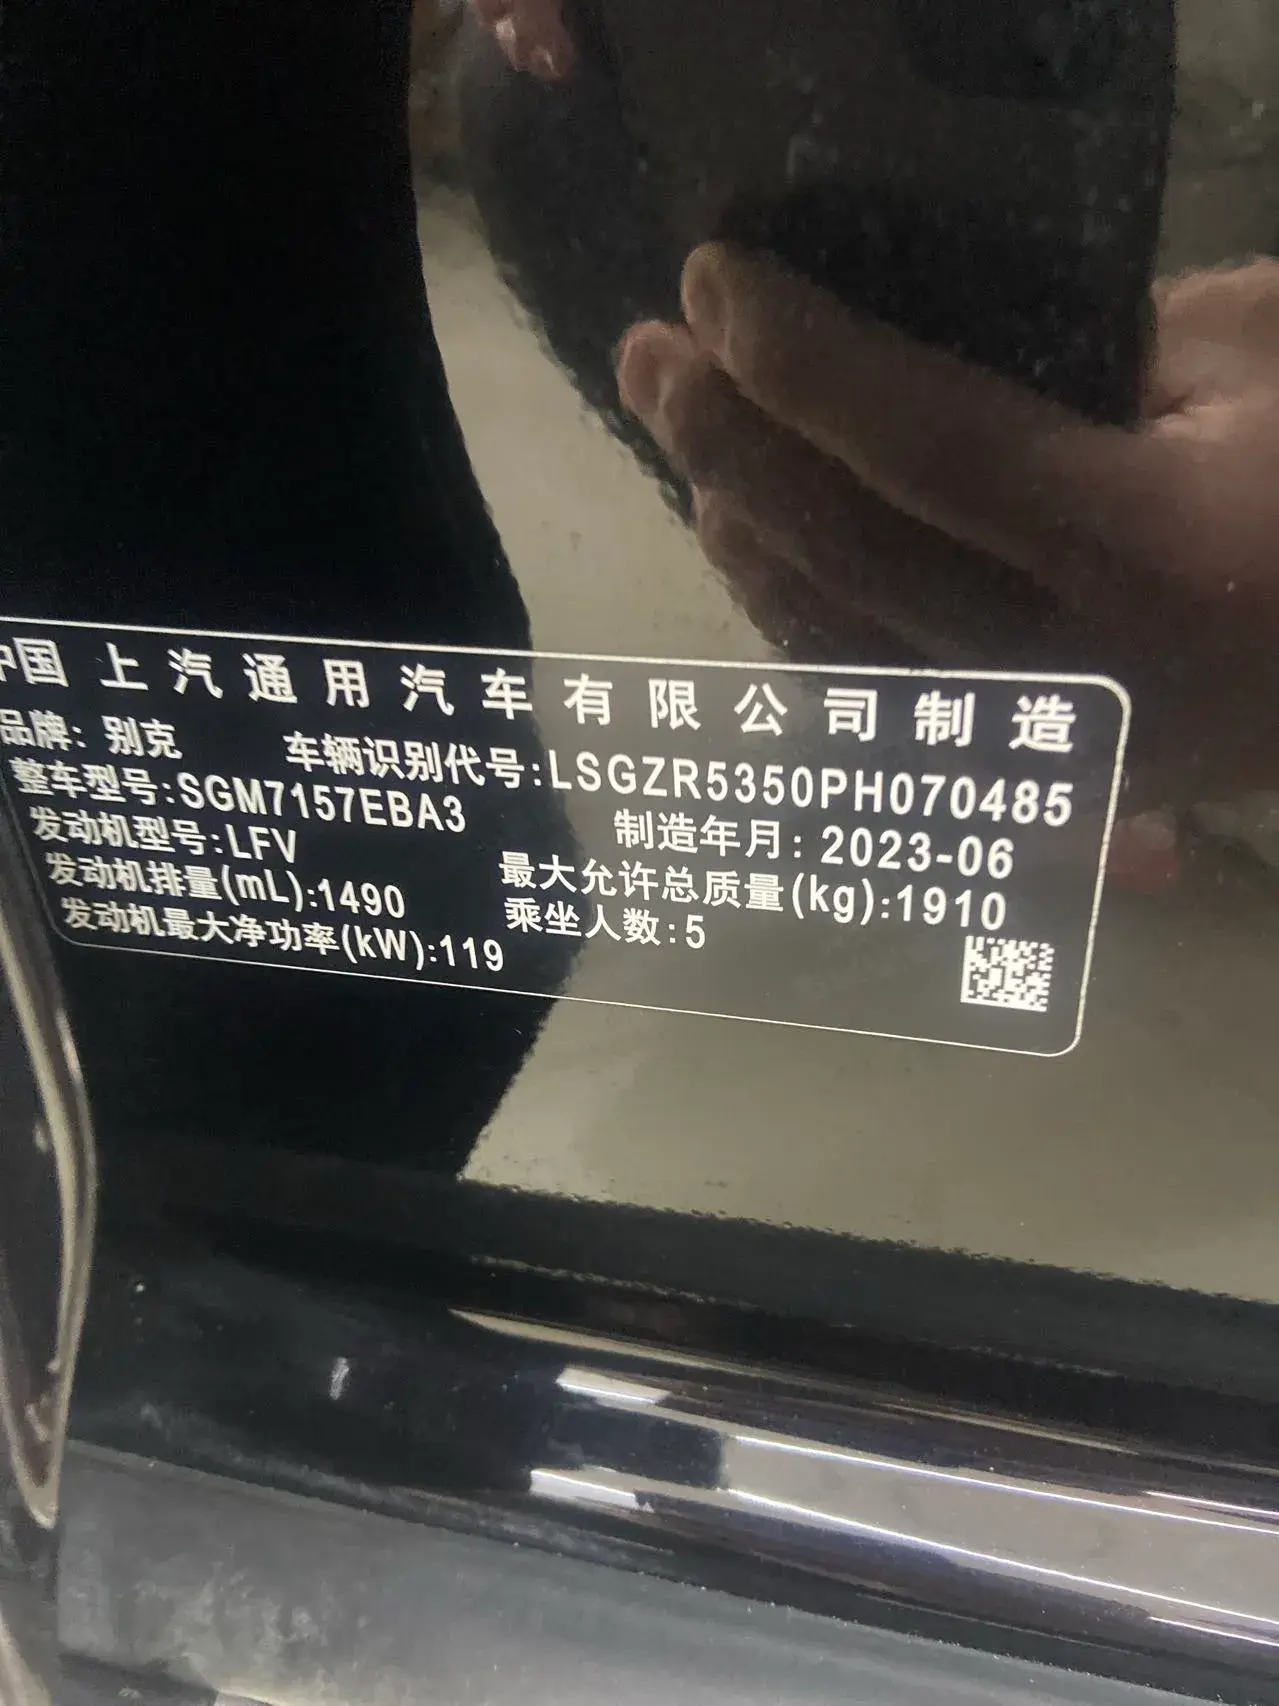 中国 上汽通用汽车有限公司制造
品牌: 别克 车辆识别代号:LSGZR5350PH070485
整车型号:SGM7157EBA3 制造年月: 2023-06
发动机型号:LFV 最大允许总质量(kg):1910
发动机排量(mL):1490 乘坐人数:5
发动机最大净功率(kW):119